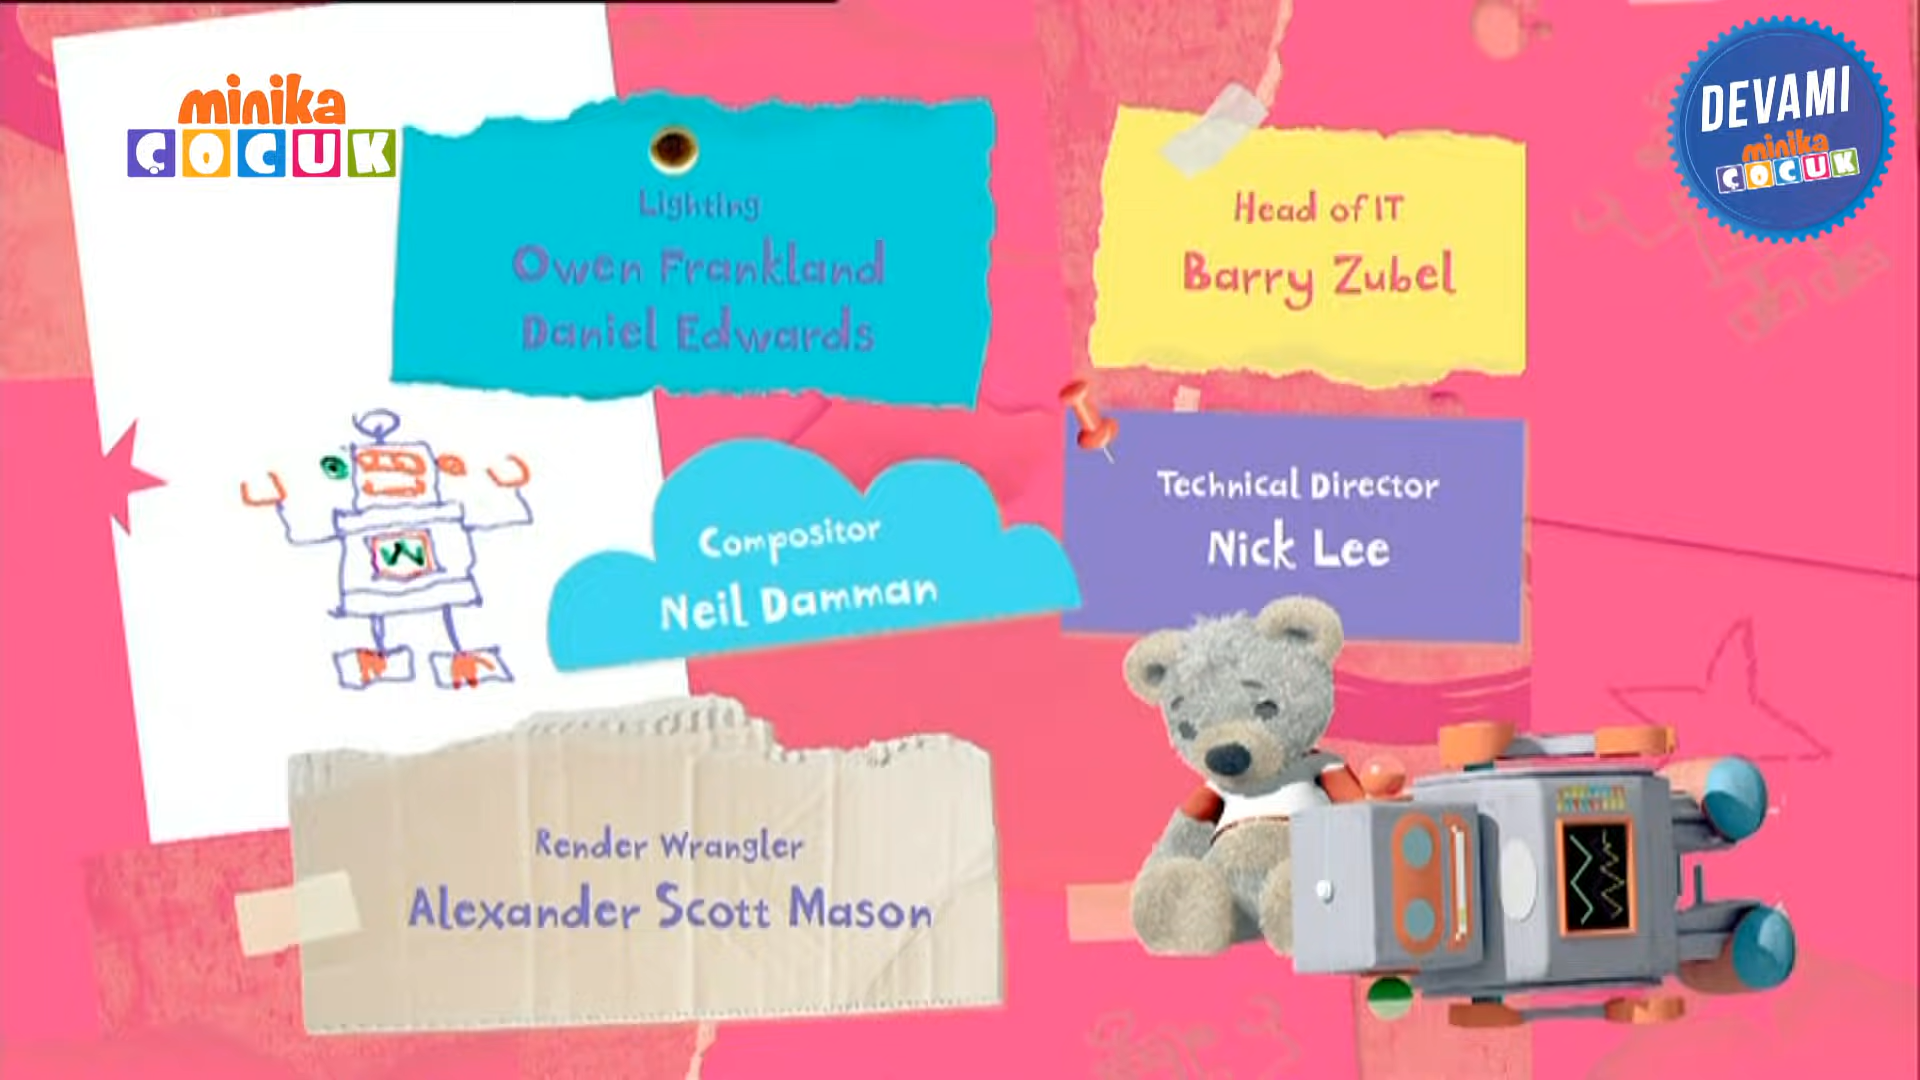 minika
ÇOCUK
DEVAMI
minika
ÇOCUK
Lighting
Owen Frankland
Daniel Edwards
Head of IT
Barry Zubel
Compositor
Neil Damman
Technical Director
Nick Lee
Render Wrangler
Alexander Scott Mason